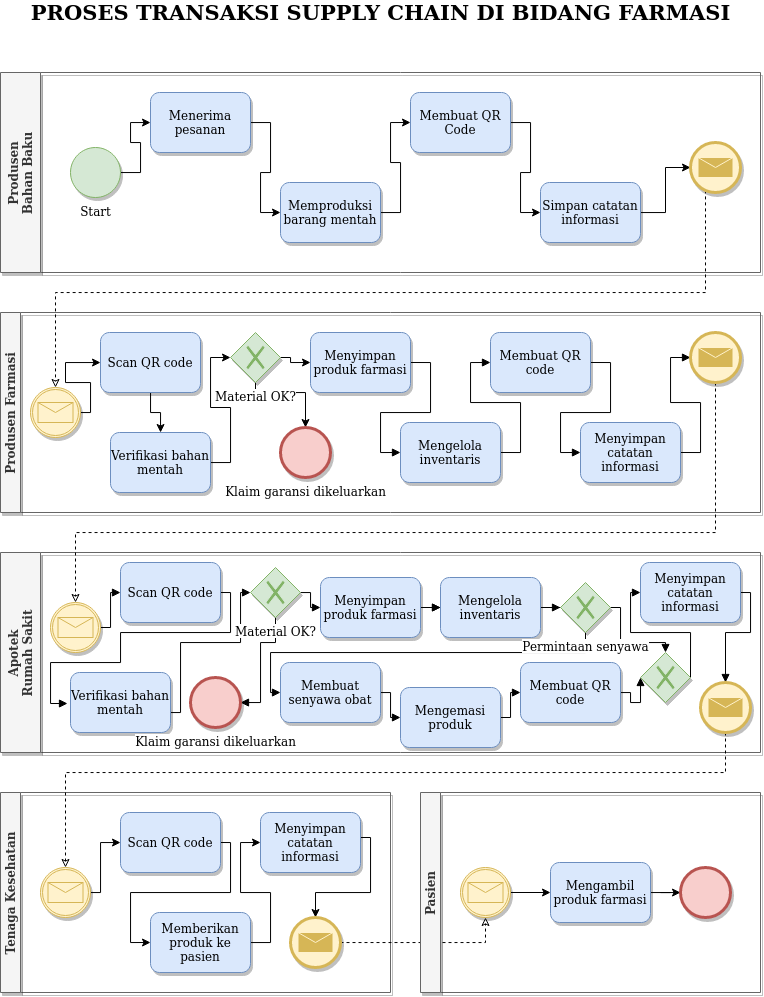 PROSES TRANSAKSI SUPPLY CHAIN DI BIDANG FARMASI
Produsen
Bahan Baku
Start
Menerima
pesanan
Memproduksi
barang mentah
Membuat QR
Code
Simpan catatan
informasi
Produsen Farmasi
Scan QR code
Verifikasi bahan
mentah
Material OK?
Klaim garansi dikeluarkan
Menyimpan
produk farmasi
Mengelola
inventaris
Membuat QR
code
Menyimpan
catatan
informasi
Apotek
Rumah Sakit
Scan QR code
Verifikasi bahan
mentah
Material OK?
Klaim garansi dikeluarkan
Menyimpan
produk farmasi
Mengelola
inventaris
Permintaan senyawa
Membuat
senyawa obat
Mengemasi
produk
Membuat QR
code
Menyimpan
catatan
informasi
Tenaga Kesehatan
Scan QR code
Memberikan
produk ke
pasien
Menyimpan
catatan
informasi
Pasien
Mengambil
produk farmasi